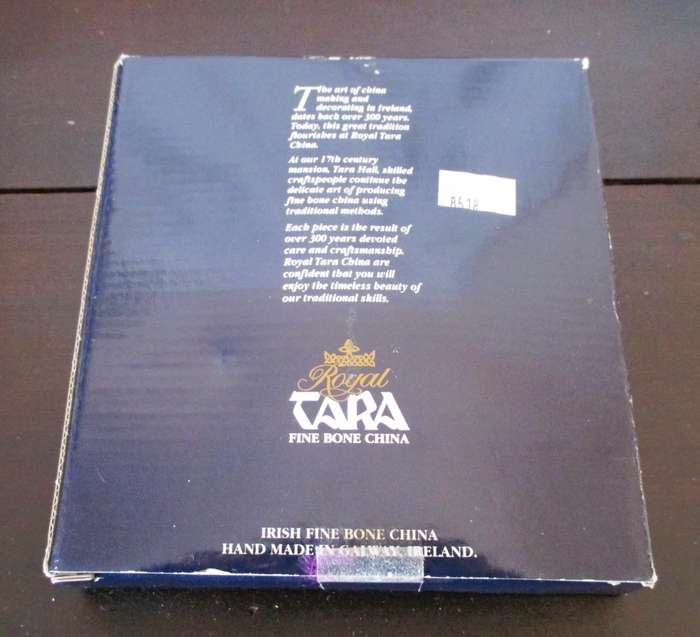 The art of china
making and
decorating in Ireland,
dates back over 300 years.
Today, this great tradition
flourishes at Royal Tara
China.
At our 17th century
mansion, Tara Hall, skilled
craftspeople continue the
delicate art of producing
fine bone china using
traditional methods.
Each piece is the result of
over 300 years devoted
care and craftsmanship.
Royal Tara China are
confident that you will
enjoy the timeless beauty of
our traditional skills.
8518
Royal
TARA
FINE BONE CHINA
IRISH FINE BONE CHINA
HAND MADE IN GALWAY, IRELAND.